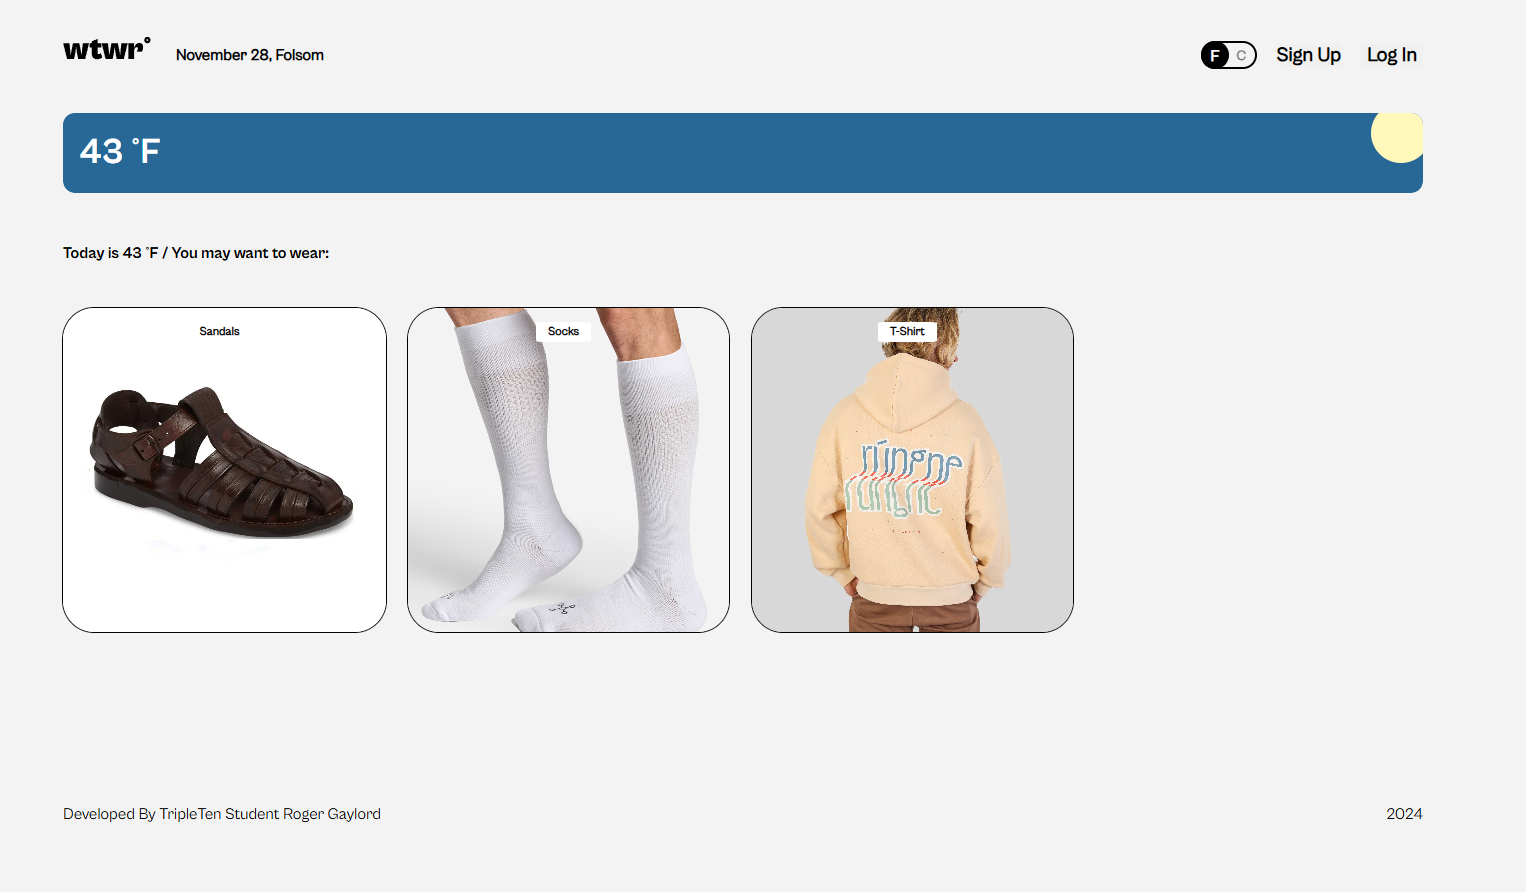 wtwr°
November 28, Folsom
F C
Sign Up
Log In
43 °F
Today is 43 °F / You may want to wear:
Sandals
Socks
T-Shirt
Developed By TripleTen Student Roger Gaylord
2024